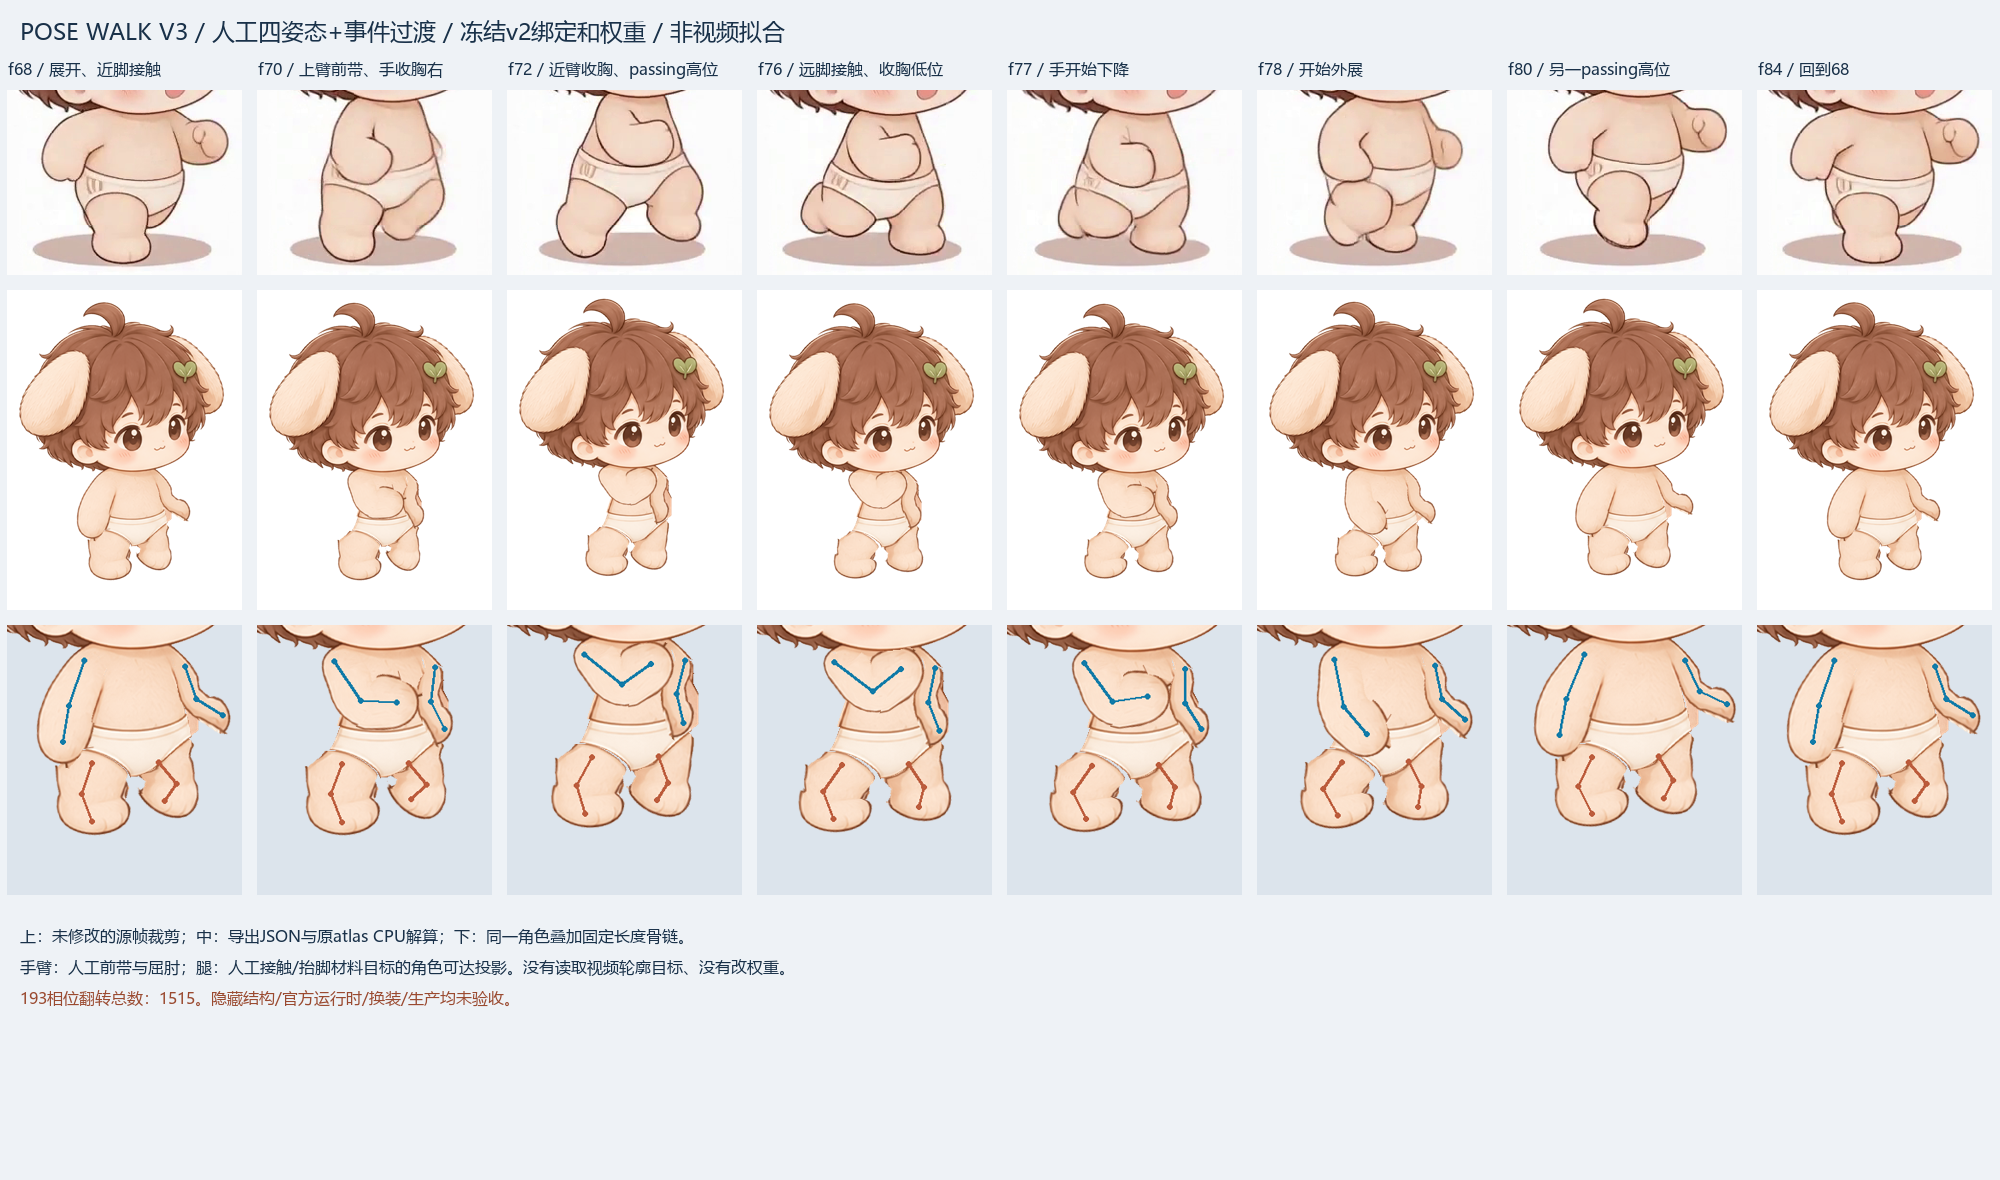 POSE WALK V3 / 人工四姿态+事件过渡 / 冻结v2绑定和权重 / 非视频拟合
f68 / 展开、近脚接触
f70 / 上臂前带、手收胸右
f72 / 近臂收胸、passing高位
f76 / 远脚接触、收胸低位
f77 / 手开始下降
f78 / 开始外展
f80 / 另一passing高位
f84 / 回到68
上：未修改的源帧裁剪；中：导出JSON与原atlas CPU解算；下：同一角色叠加固定长度骨链。
手臂：人工前带与屈肘；腿：人工接触/抬脚材料目标的角色可达投影。没有读取视频轮廓目标、没有改权重。
193相位翻转总数：1515。隐藏结构/官方运行时/换装/生产均未验收。